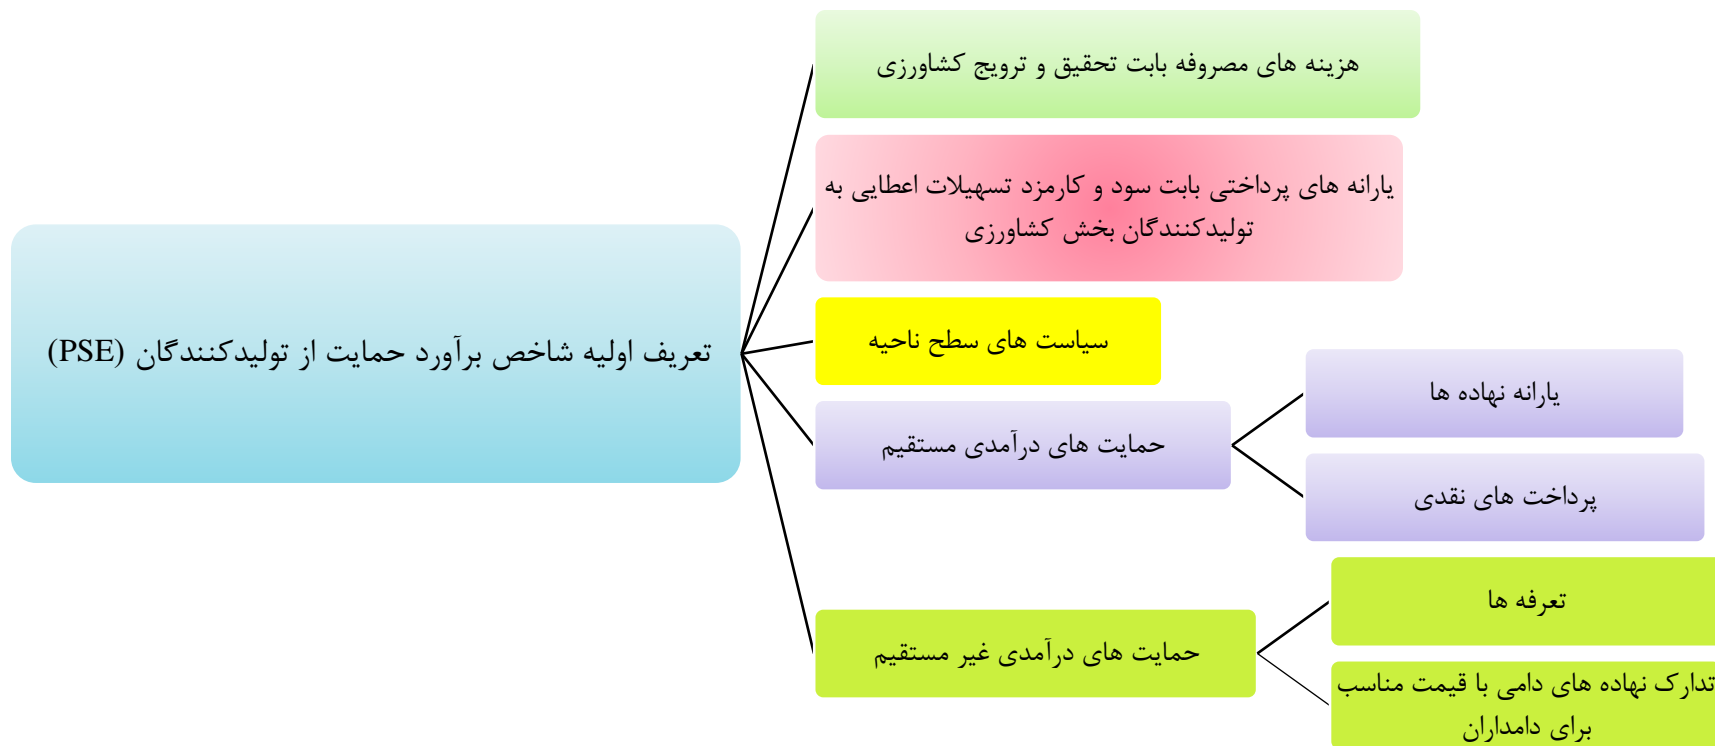 هزینه های مصروفه بابت تحقیق و ترویج کشاورزی
یارانه های پرداختی بابت سود و کارمزد تسهیلات اعطایی به
تولیدکنندگان بخش کشاورزی
تعریف اولیه شاخص برآورد حمایت از تولیدکنندگان (PSE)
سیاست های سطح ناحیه
حمایت های درآمدی مستقیم
یارانه نهاده ها
پرداخت های نقدی
حمایت های درآمدی غیر مستقیم
تعرفه ها
تدارک نهاده های دامی با قیمت مناسب
برای دامداران